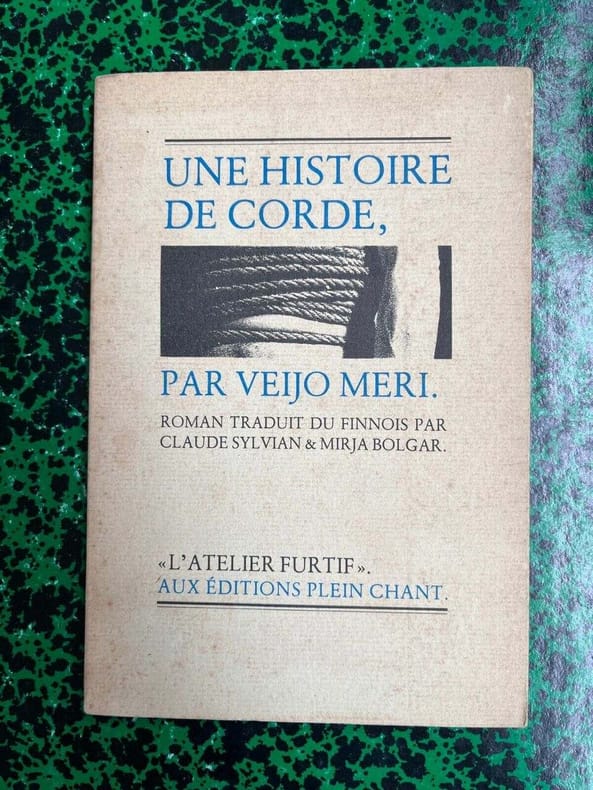 UNE HISTOIRE
DE CORDE,
PAR VEIJO MERI.
ROMAN TRADUIT DU FINNOIS PAR
CLAUDE SYLVIAN & MIRJA BOLGAR.
«L'ATELIER FURTIF».
AUX ÉDITIONS PLEIN CHANT.